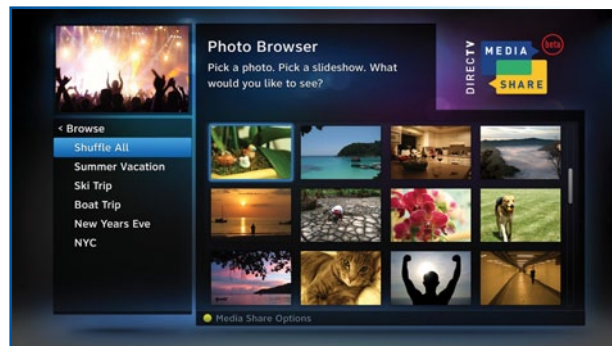 Photo Browser
Pick a photo. Pick a slideshow. What
would you like to see?
DIRECTV
MEDIA
SHARE
beta
< Browse
Shuffle All
Summer Vacation
Ski Trip
Boat Trip
New Years Eve
NYC
Media Share Options